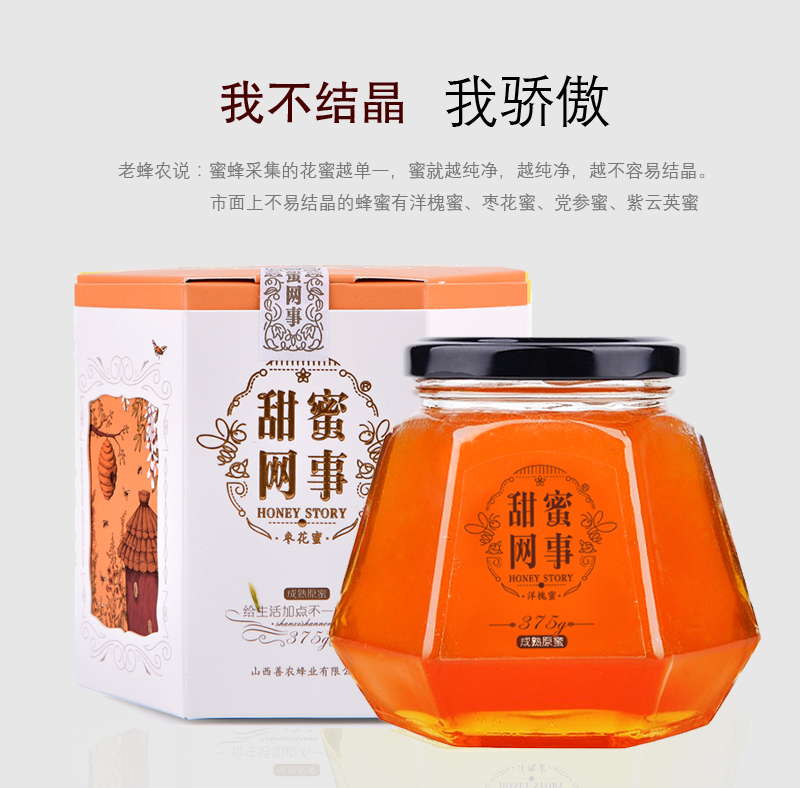 我不结晶 我骄傲
老蜂农说：蜜蜂采集的花蜜越单一，蜜就越纯净，越纯净，越不容易结晶。
市面上不易结晶的蜂蜜有洋槐蜜、枣花蜜、党参蜜、紫云英蜜
蜜网事
甜蜜
网事
HONEY STORY
·枣花蜜·
成熟原蜜
给生活加点不一
375g
山西善农蜂业有限公
甜蜜
网事
HONEY STORY
·洋槐蜜·
375g
成熟原蜜